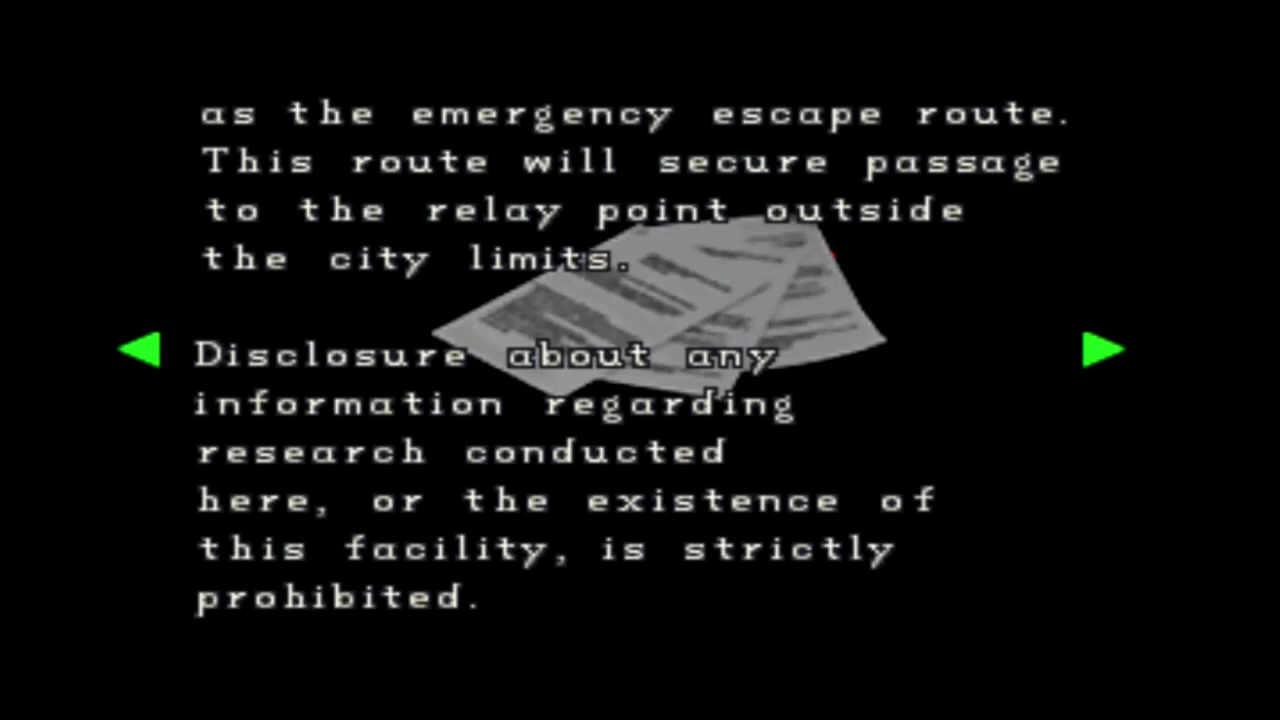 as the emergency escape route.
This route will secure passage
to the relay point outside
the city limits.
Disclosure about any
information regarding
research conducted
here, or the existence of
this facility, is strictly
prohibited.